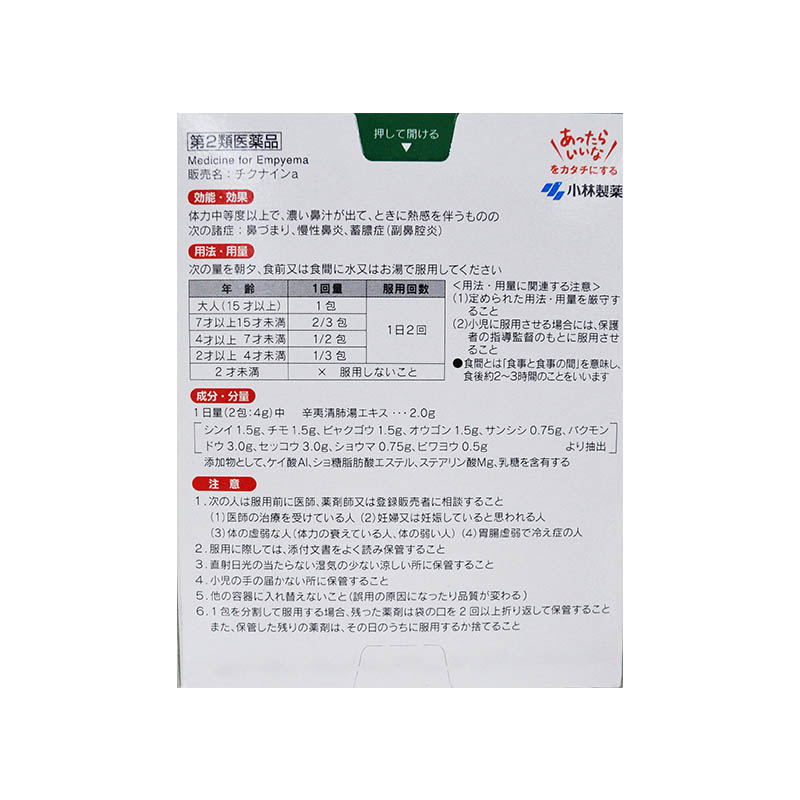 押して開ける
第2類医薬品
Medicine for Empyema
販売名：チクナインa
あったら
いいな
をカタチにする
小林製薬
効能・効果
体力中等度以上で、濃い鼻汁が出て、ときに熱感を伴うものの
次の諸症：鼻づまり、慢性鼻炎、蓄膿症(副鼻腔炎)
用法・用量
次の量を朝夕、食前又は食間に水又はお湯で服用してください
年齢 1回量 服用回数
大人(15才以上) 1包 1日2回
7才以上15才未満 2/3包
4才以上 7才未満 1/2包
2才以上 4才未満 1/3包
2才未満 × 服用しないこと
<用法・用量に関連する注意>
(1)定められた用法・用量を厳守す
ること
(2)小児に服用させる場合には、保護
者の指導監督のもとに服用させ
ること
●食間とは「食事と食事の間」を意味し、
食後約2〜3時間のことをいいます
成分・分量
1日量(2包:4g)中 辛夷清肺湯エキス・・・2.0g
シンイ1.5g、チモ1.5g、ビャクゴウ1.5g、オウゴン1.5g、サンシシ0.75g、バクモン
ドウ3.0g、セッコウ3.0g、ショウマ0.75g、ビワヨウ0.5g より抽出
添加物として、ケイ酸Al、ショ糖脂肪酸エステル、ステアリン酸Mg、乳糖を含有する
注意
1．次の人は服用前に医師、薬剤師又は登録販売者に相談すること
(1)医師の治療を受けている人 (2)妊婦又は妊娠していると思われる人
(3)体の虚弱な人(体力の衰えている人、体の弱い人) (4)胃腸虚弱で冷え症の人
2．服用に際しては、添付文書をよく読み保管すること
3．直射日光の当たらない湿気の少ない涼しい所に保管すること
4．小児の手の届かない所に保管すること
5．他の容器に入れ替えないこと(誤用の原因になったり品質が変わる)
6．1包を分割して服用する場合、残った薬剤は袋の口を2回以上折り返して保管すること
また、保管した残りの薬剤は、その日のうちに服用するか捨てること